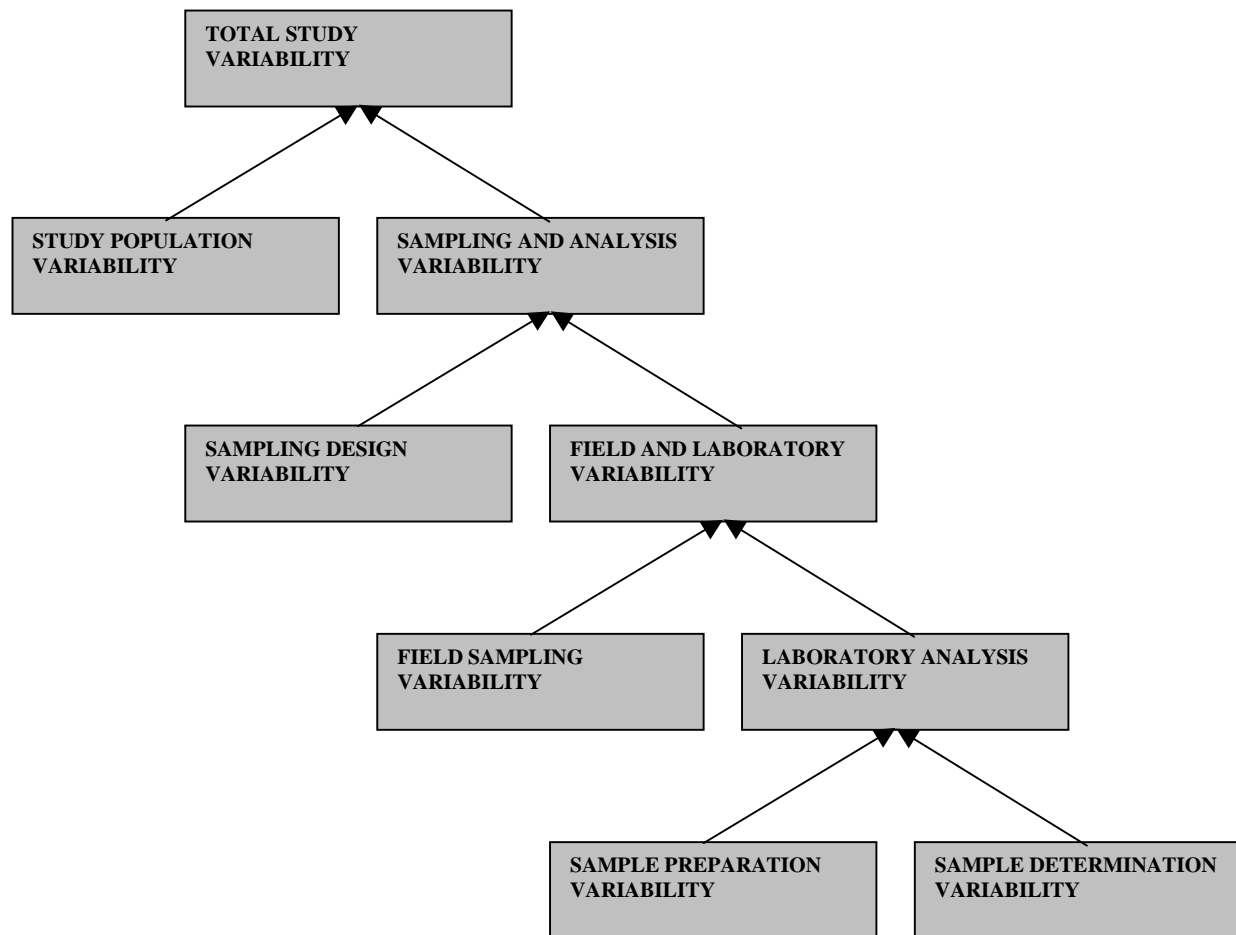 TOTAL STUDY
VARIABILITY
STUDY POPULATION
VARIABILITY
SAMPLING AND ANALYSIS
VARIABILITY
SAMPLING DESIGN
VARIABILITY
FIELD AND LABORATORY
VARIABILITY
FIELD SAMPLING
VARIABILITY
LABORATORY ANALYSIS
VARIABILITY
SAMPLE PREPARATION
VARIABILITY
SAMPLE DETERMINATION
VARIABILITY